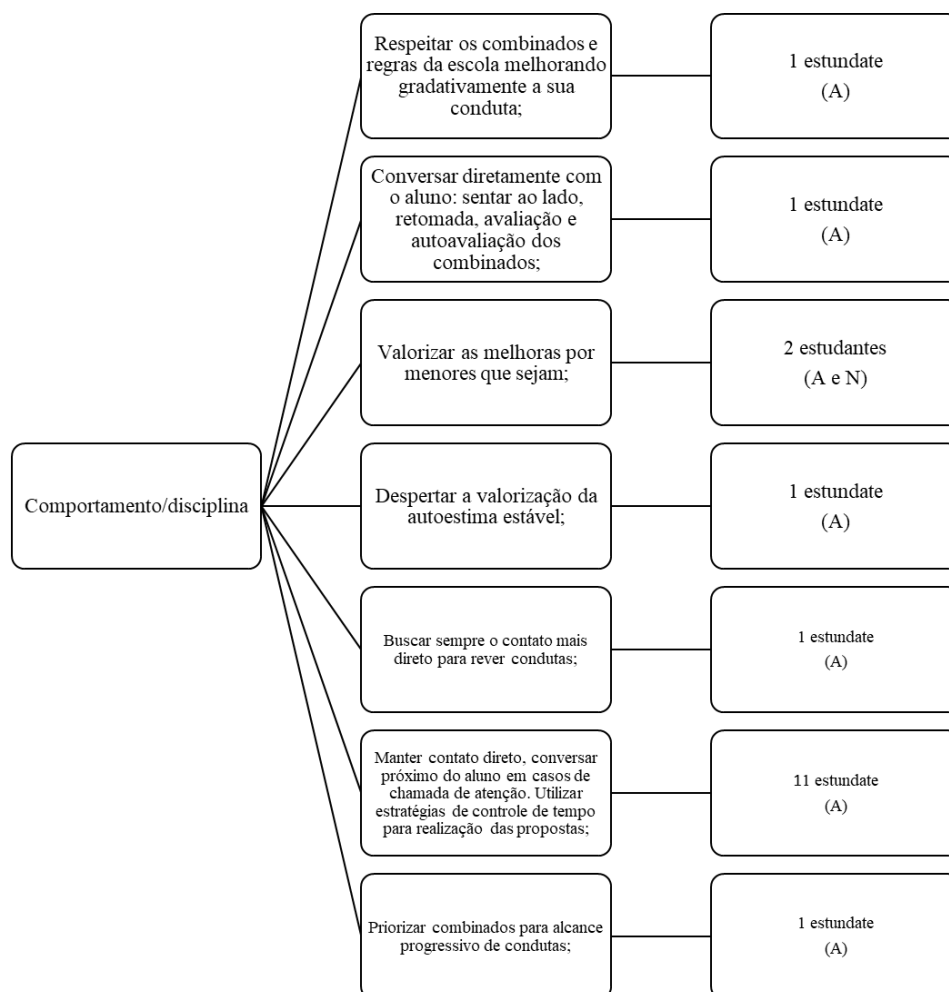 Respeitar os combinados e
regras da escola melhorando
gradativamente a sua
conduta;
1 estundate
(A)
Conversar diretamente com
o aluno: sentar ao lado,
retomada, avaliação e
autoavaliação dos
combinados;
1 estundate
(A)
Valorizar as melhoras por
menores que sejam;
2 estudantes
(A e N)
Comportamento/disciplina
Despertar a valorização da
autoestima estável;
1 estundate
(A)
Buscar sempre o contato mais
direto para rever condutas;
1 estundate
(A)
Manter contato direto, conversar
próximo do aluno em casos de
chamada de atenção. Utilizar
estratégias de controle de tempo
para realização das propostas;
11 estundate
(A)
Priorizar combinados para alcance
progressivo de condutas;
1 estundate
(A)